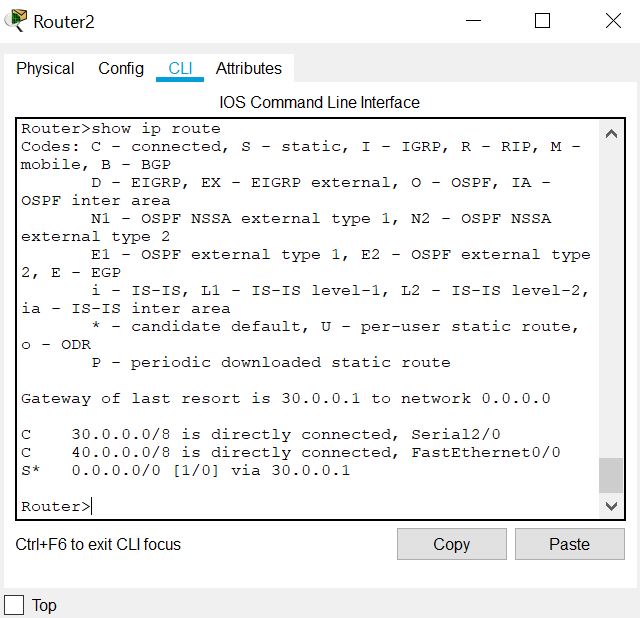 Router2
Physical Config CLI Attributes
IOS Command Line Interface
Router>show ip route
Codes: C - connected, S - static, I - IGRP, R - RIP, M -
mobile, B - BGP
D - EIGRP, EX - EIGRP external, O - OSPF, IA -
OSPF inter area
N1 - OSPF NSSA external type 1, N2 - OSPF NSSA
external type 2
E1 - OSPF external type 1, E2 - OSPF external type
2, E - EGP
i - IS-IS, L1 - IS-IS level-1, L2 - IS-IS level-2,
ia - IS-IS inter area
* - candidate default, U - per-user static route,
o - ODR
P - periodic downloaded static route
Gateway of last resort is 30.0.0.1 to network 0.0.0.0
C 30.0.0.0/8 is directly connected, Serial2/0
C 40.0.0.0/8 is directly connected, FastEthernet0/0
S* 0.0.0.0/0 [1/0] via 30.0.0.1
Router>
Ctrl+F6 to exit CLI focus Copy Paste
Top